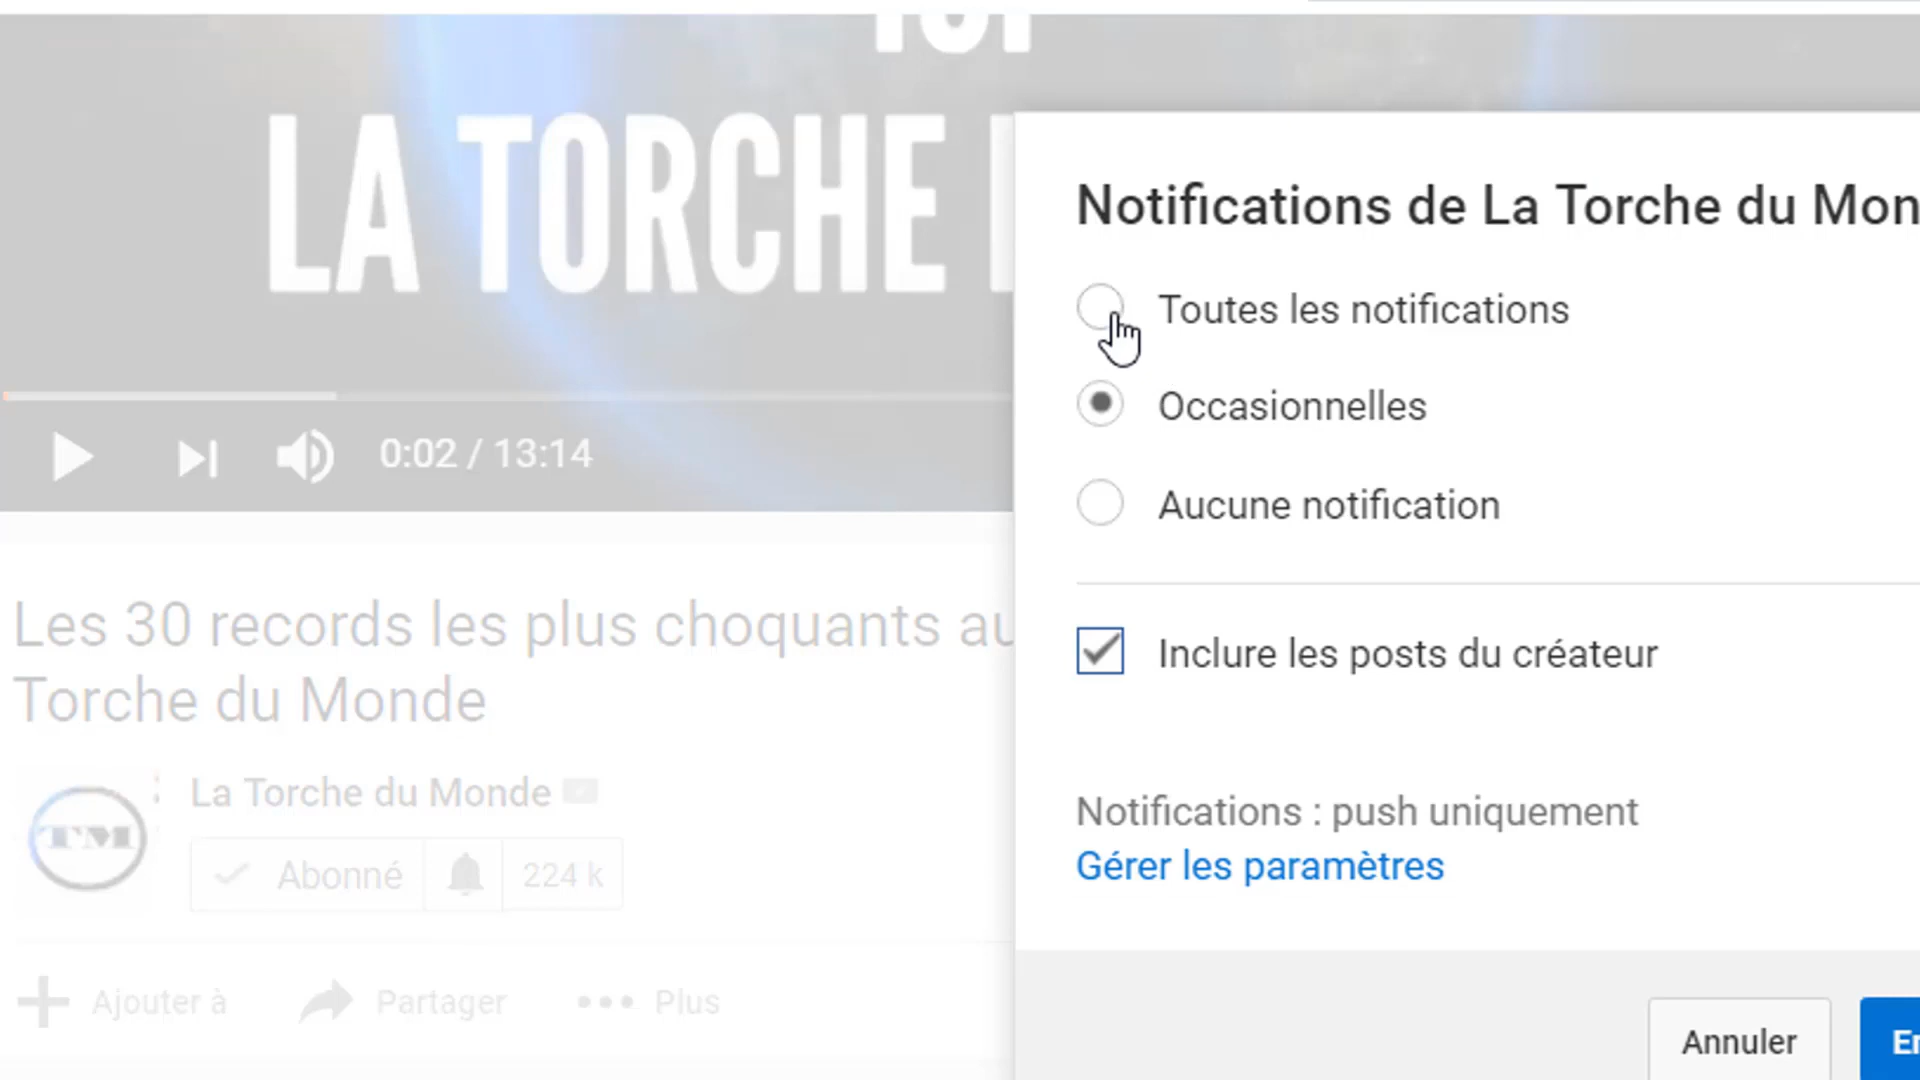 LA TORCHE
0:02 / 13:14
Les 30 records les plus choquants au
Torche du Monde
TM
La Torche du Monde
Abonné
224 k
Ajouter à
Partager
Plus
Notifications de La Torche du Mon
Toutes les notifications
Occasionnelles
Aucune notification
Inclure les posts du créateur
Notifications : push uniquement
Gérer les paramètres
Annuler
En